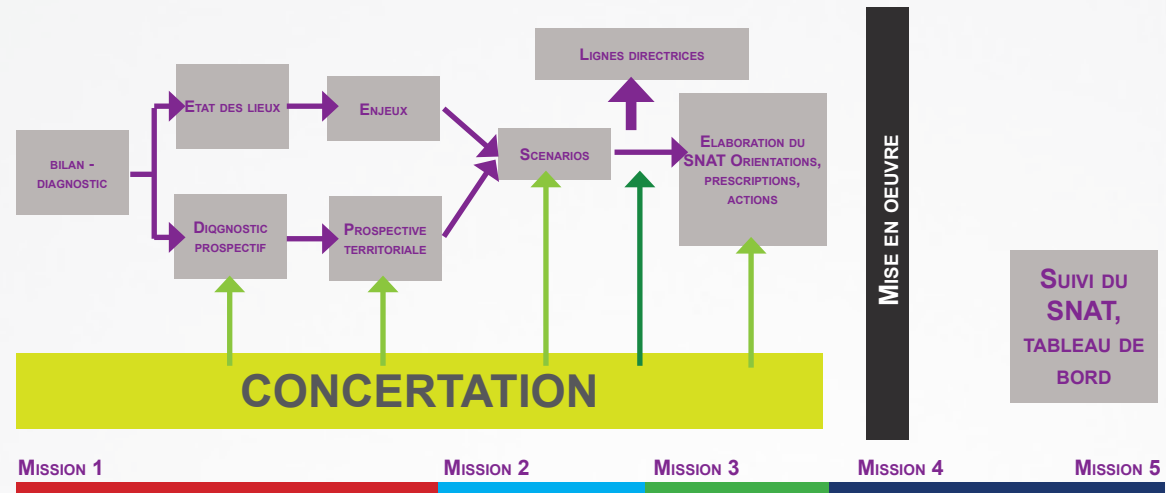 LIGNES DIRECTRICES
ETAT DES LIEUX
ENJEUX
BILAN -
DIAGNOSTIC
SCENARIOS
ELABORATION DU
SNAT ORIENTATIONS,
PRESCRIPTIONS,
ACTIONS
DIQGNOSTIC
PROSPECTIF
PROSPECTIVE
TERRITORIALE
MISE EN OEUVRE
SUIVI DU
SNAT,
TABLEAU DE
BORD
CONCERTATION
MISSION 1
MISSION 2
MISSION 3
MISSION 4
MISSION 5